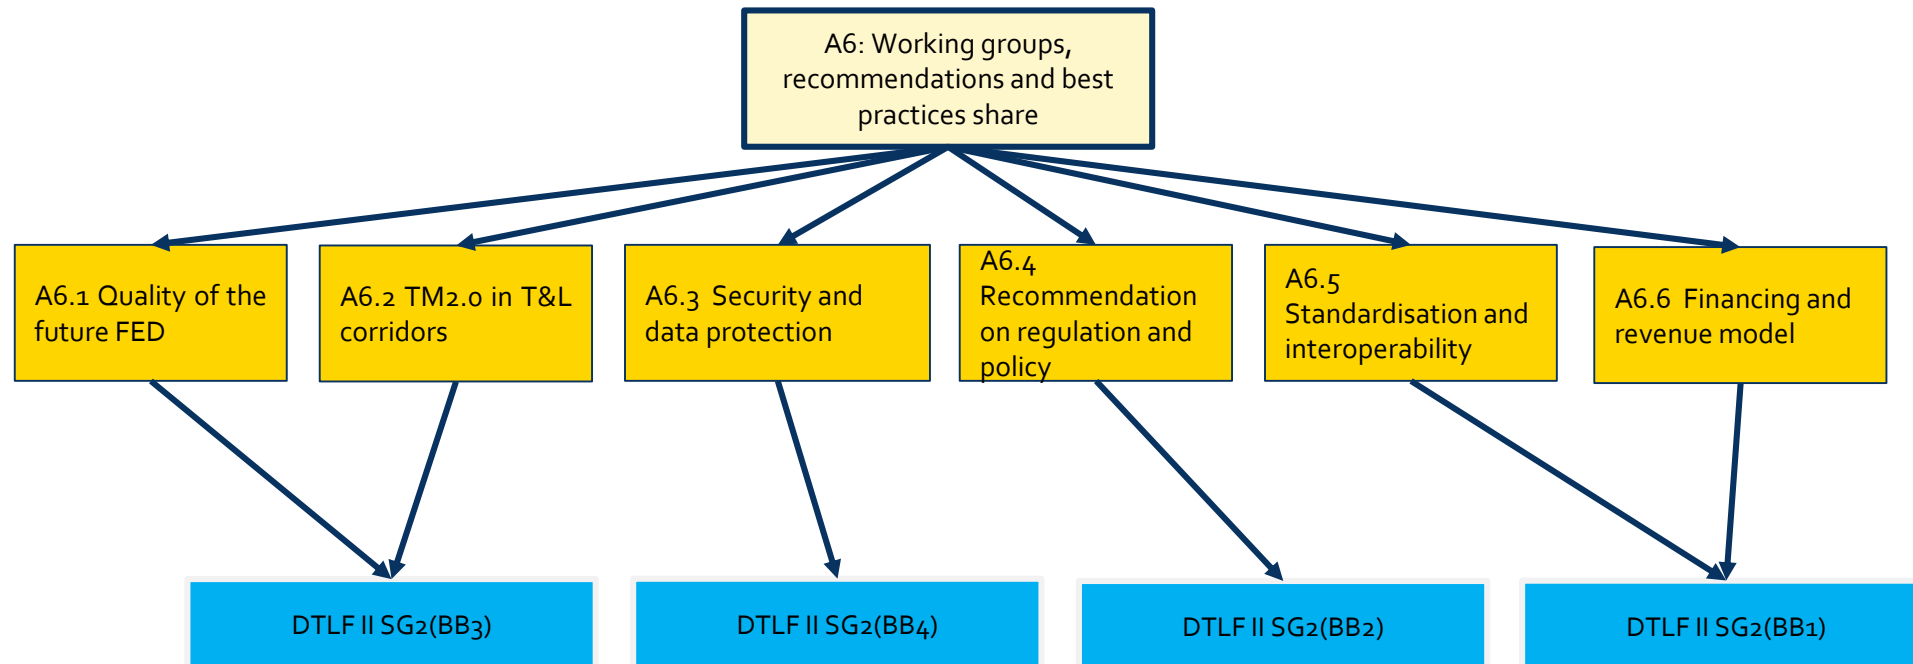 A6: Working groups,
recommendations and best
practices share
A6.1 Quality of the
future FED
A6.2 TM2.0 in T&L
corridors
A6.3 Security and
data protection
A6.4
Recommendation
on regulation and
policy
A6.5
Standardisation and
interoperability
A6.6 Financing and
revenue model
DTLF II SG2(BB3)
DTLF II SG2(BB4)
DTLF II SG2(BB2)
DTLF II SG2(BB1)